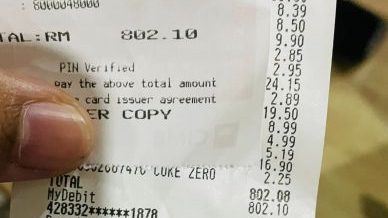 : 8000048000
TAL:RM 802.10
PIN Verified
pay the above total amount
card issuer agreement
ER COPY
8.39
8.50
9.90
2.85
2.95
24.15
2.89
19.50
8.99
4.99
5.19
16.90
COKE ZERO 2.25
TOTAL 802.08
MyDebit 802.10
428332******1878